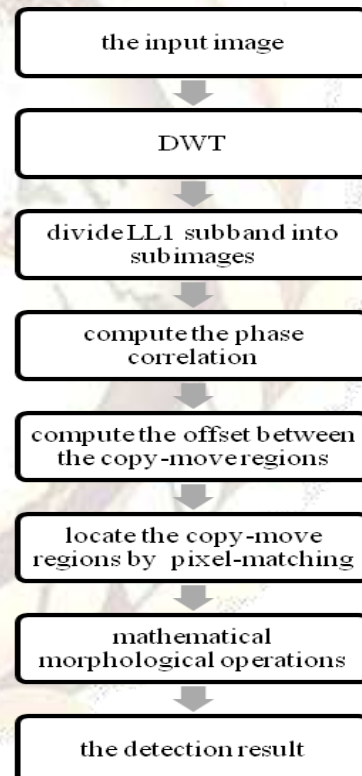 the input image
DWT
divide LL1 subband into
subimages
compute the phase
correlation
compute the offset between
the copy-move regions
locate the copy-move
regions by pixel-matching
mathematical
morphological operations
the detection result